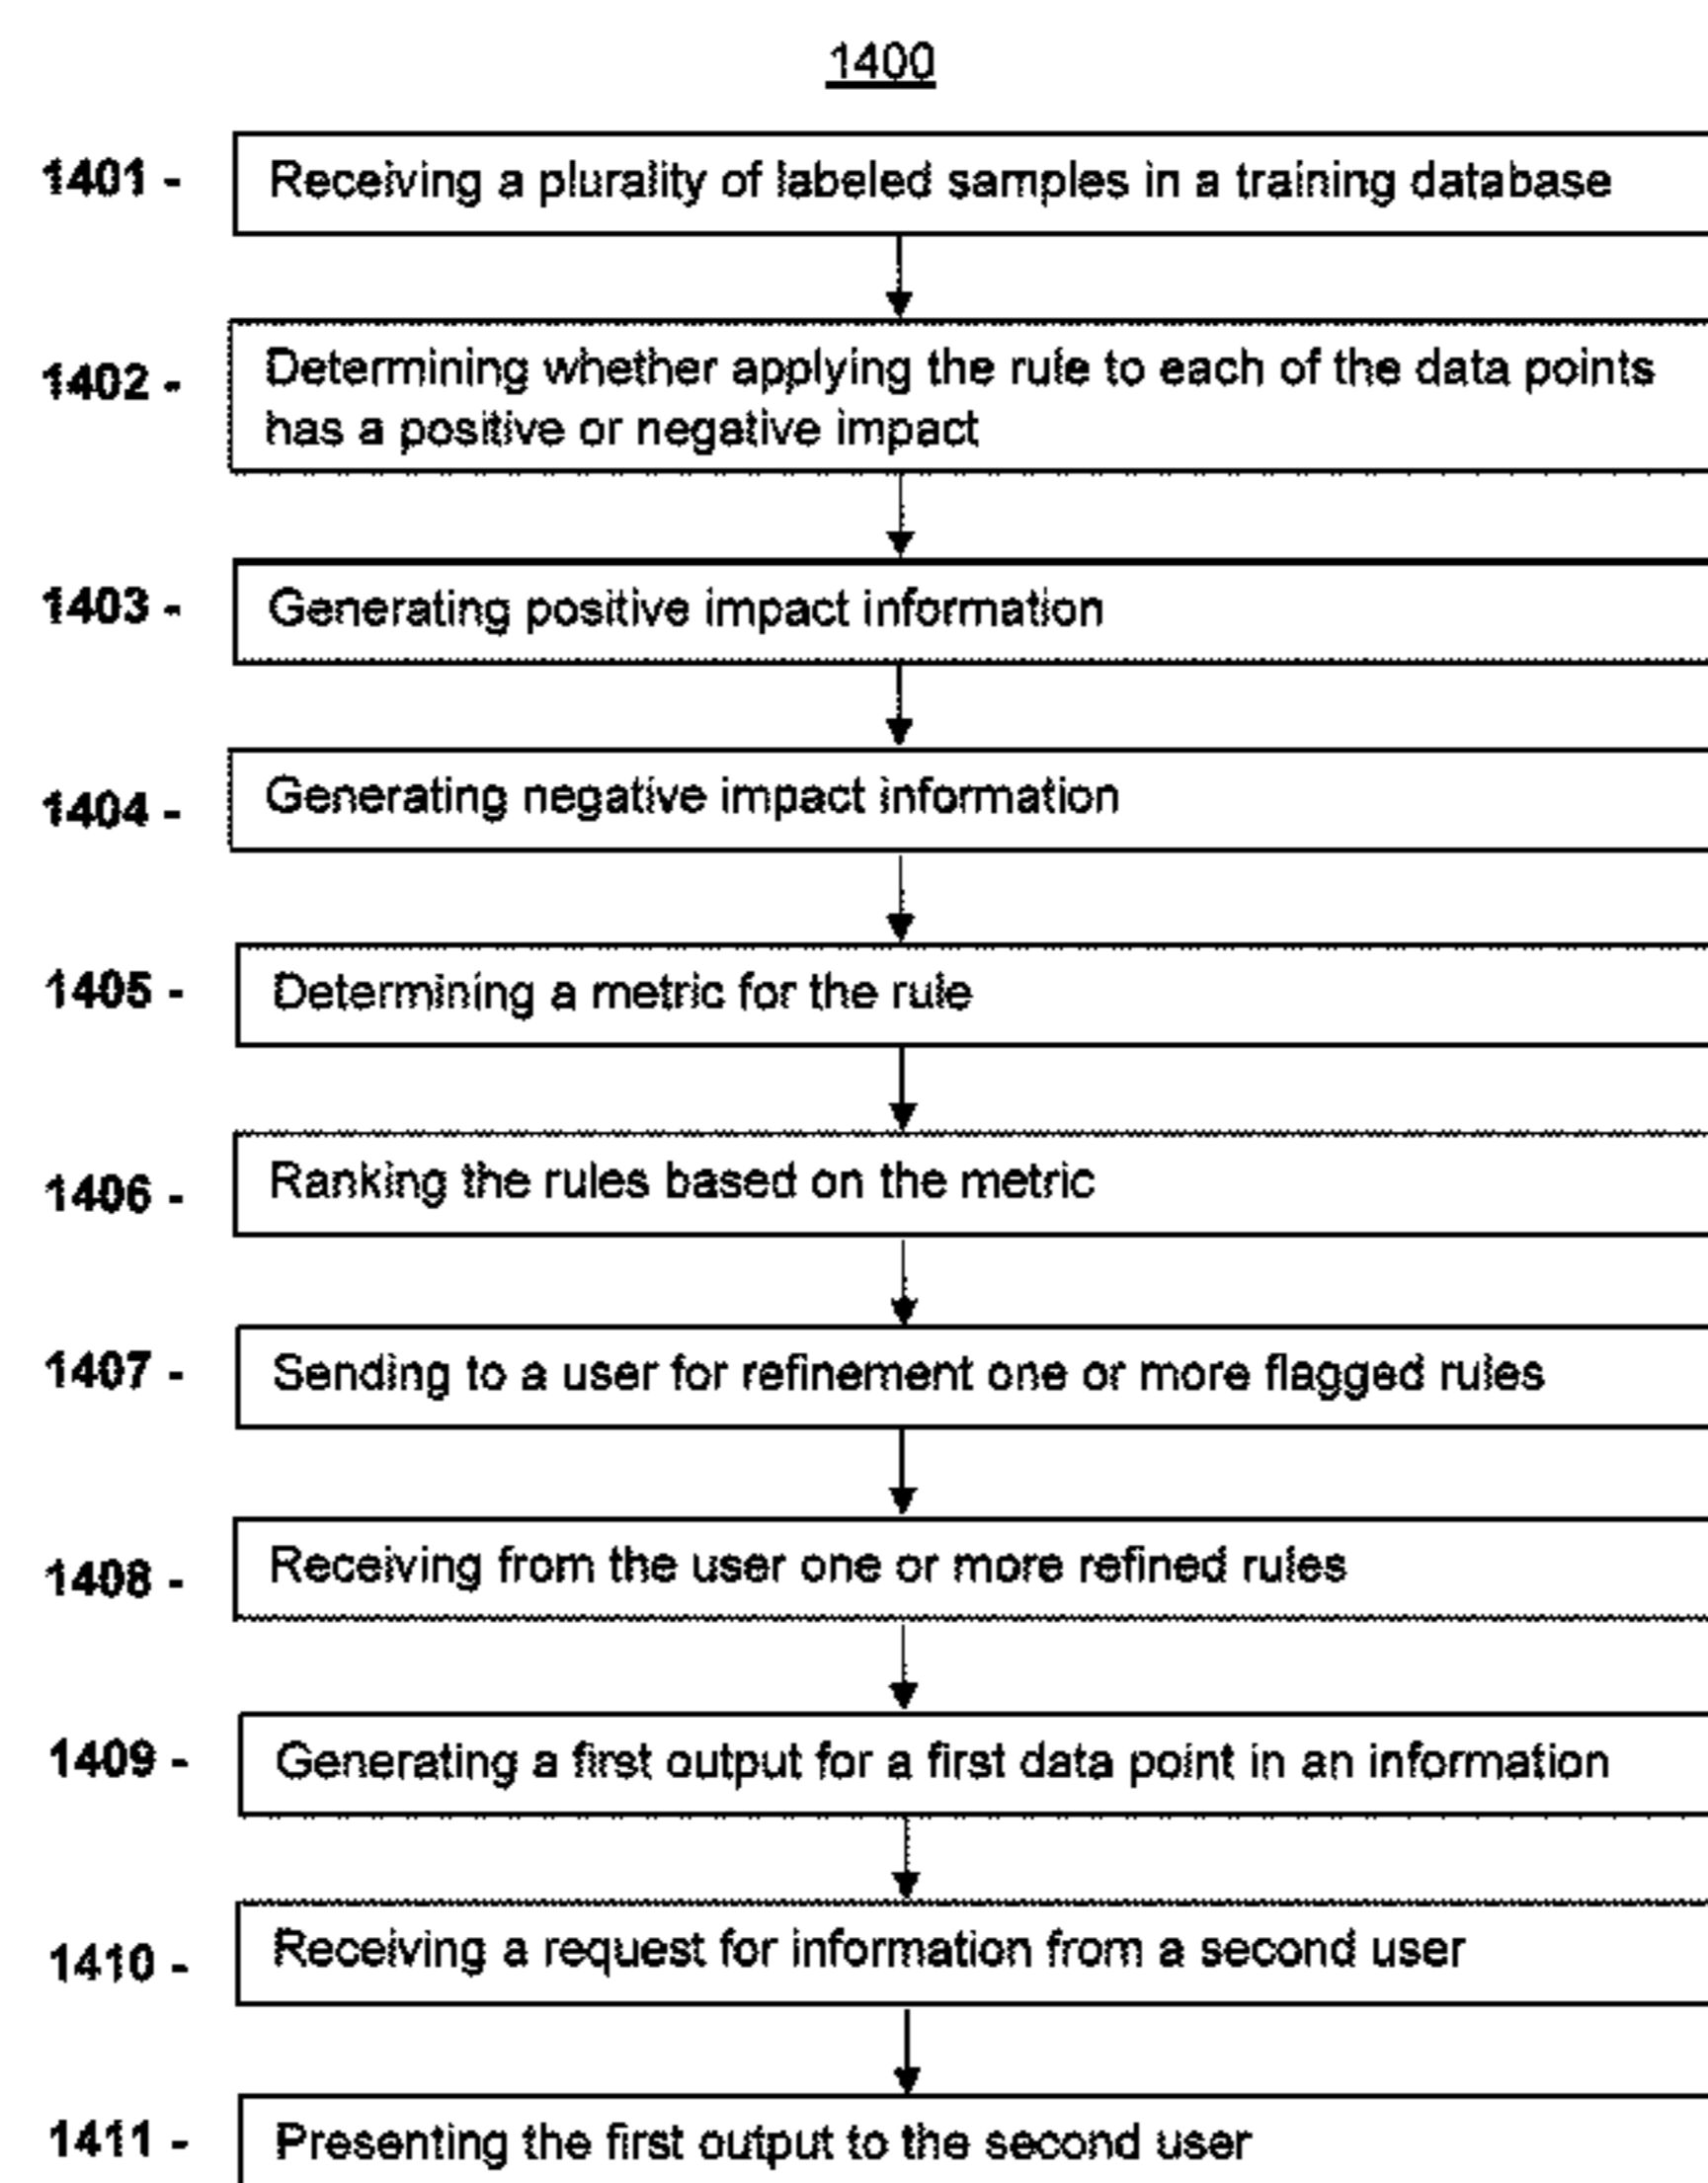 1400
1401 - Receiving a plurality of labeled samples in a training database
1402 - Determining whether applying the rule to each of the data points
has a positive or negative impact
1403 - Generating positive impact information
1404 - Generating negative impact information
1405 - Determining a metric for the rule
1406 - Ranking the rules based on the metric
1407 - Sending to a user for refinement one or more flagged rules
1408 - Receiving from the user one or more refined rules
1409 - Generating a first output for a first data point in an information
1410 - Receiving a request for information from a second user
1411 - Presenting the first output to the second user